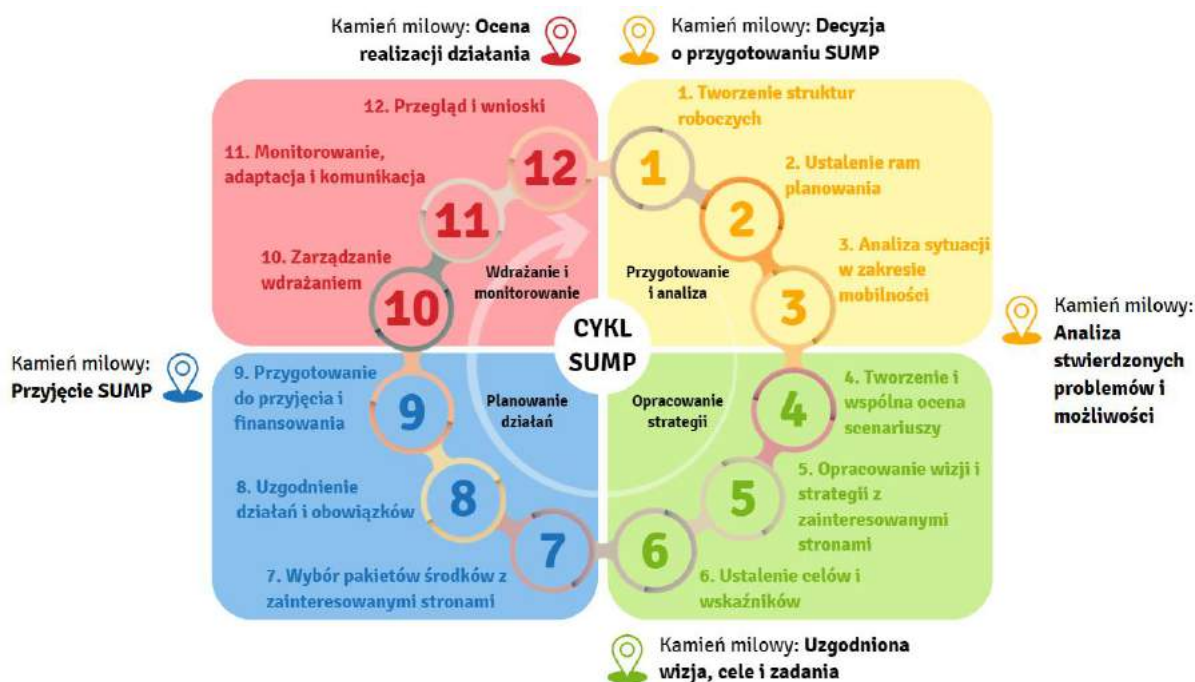 Kamień milowy: Ocena
realizacji działania
Kamień milowy: Decyzja
o przygotowaniu SUMP
12. Przegląd i wnioski
11. Monitorowanie,
adaptacja i komunikacja
10. Zarządzanie
wdrażaniem
Wdrażanie i
monitorowanie
12
11
10
1. Tworzenie struktur
roboczych
2. Ustalenie ram
planowania
3. Analiza sytuacji
w zakresie
mobilności
Przygotowanie
i analiza
1
2
3
CYKL
SUMP
Kamień milowy:
Analiza
stwierdzonych
problemów i
możliwości
Kamień milowy:
Przyjęcie SUMP
9. Przygotowanie
do przyjęcia i
finansowania
8. Uzgodnienie
działań i obowiązków
7. Wybór pakietów środków z
zainteresowanymi stronami
Planowanie
działań
9
8
7
Opracowanie
strategii
4
5
6
4. Tworzenie i
wspólna ocena
scenariuszy
5. Opracowanie wizji i
strategii z
zainteresowanymi
stronami
6. Ustalenie celów i
wskaźników
Kamień milowy: Uzgodniona
wizja, cele i zadania